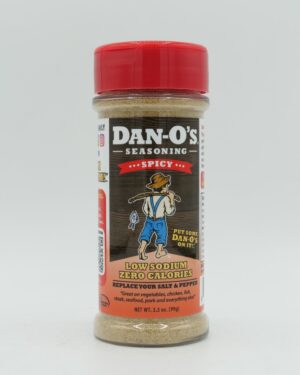 DAN-O'S
SEASONING
SPICY
"PUT SOME
DAN-O'S
ON IT!"
LOW SODIUM
ZERO CALORIES
REPLACE YOUR SALT & PEPPER
"Great on vegetables, chicken, fish,
steak, seafood, pork and everything else!"
NET WT. 3.5 oz. (99g)